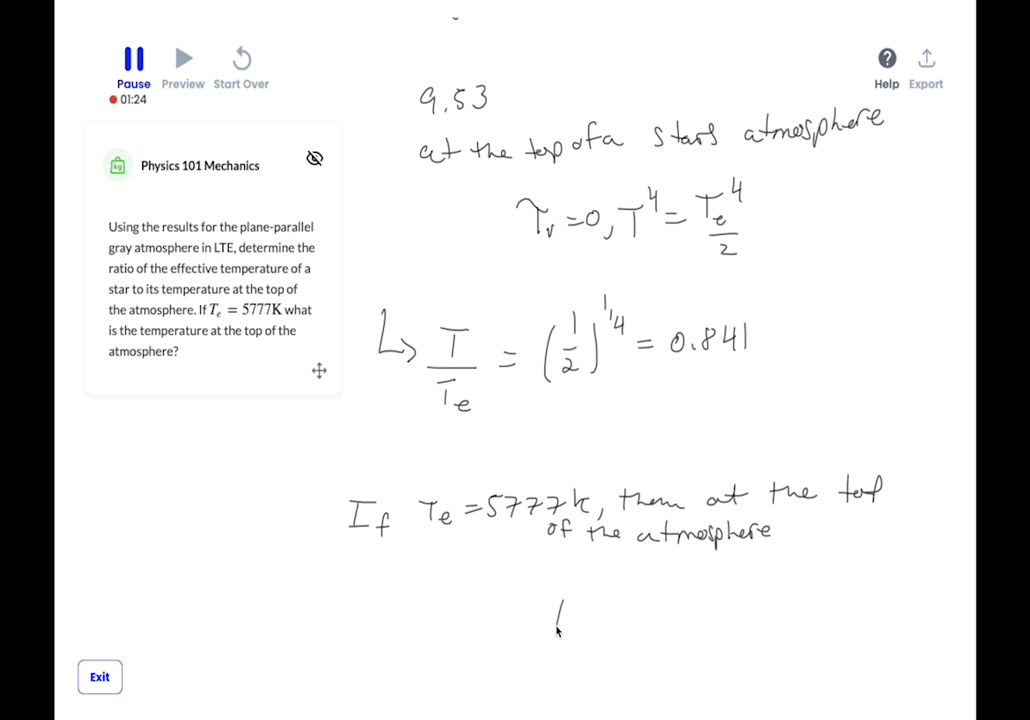 Pause
Preview
Start Over
01:24
Help
Export
Physics 101 Mechanics
Using the results for the plane-parallel
gray atmosphere in LTE, determine the
ratio of the effective temperature of a
star to its temperature at the top of
the atmosphere. If Tₑ = 5777K what
is the temperature at the top of the
atmosphere?
9.53
at the top of a stars atmosphere
τᵥ = 0, T⁴ = Tₑ⁴/2
↳ T/Tₑ = (1/2)^1/4 = 0.841
If Tₑ = 5777K, them at the top
of the atmosphere
(
Exit